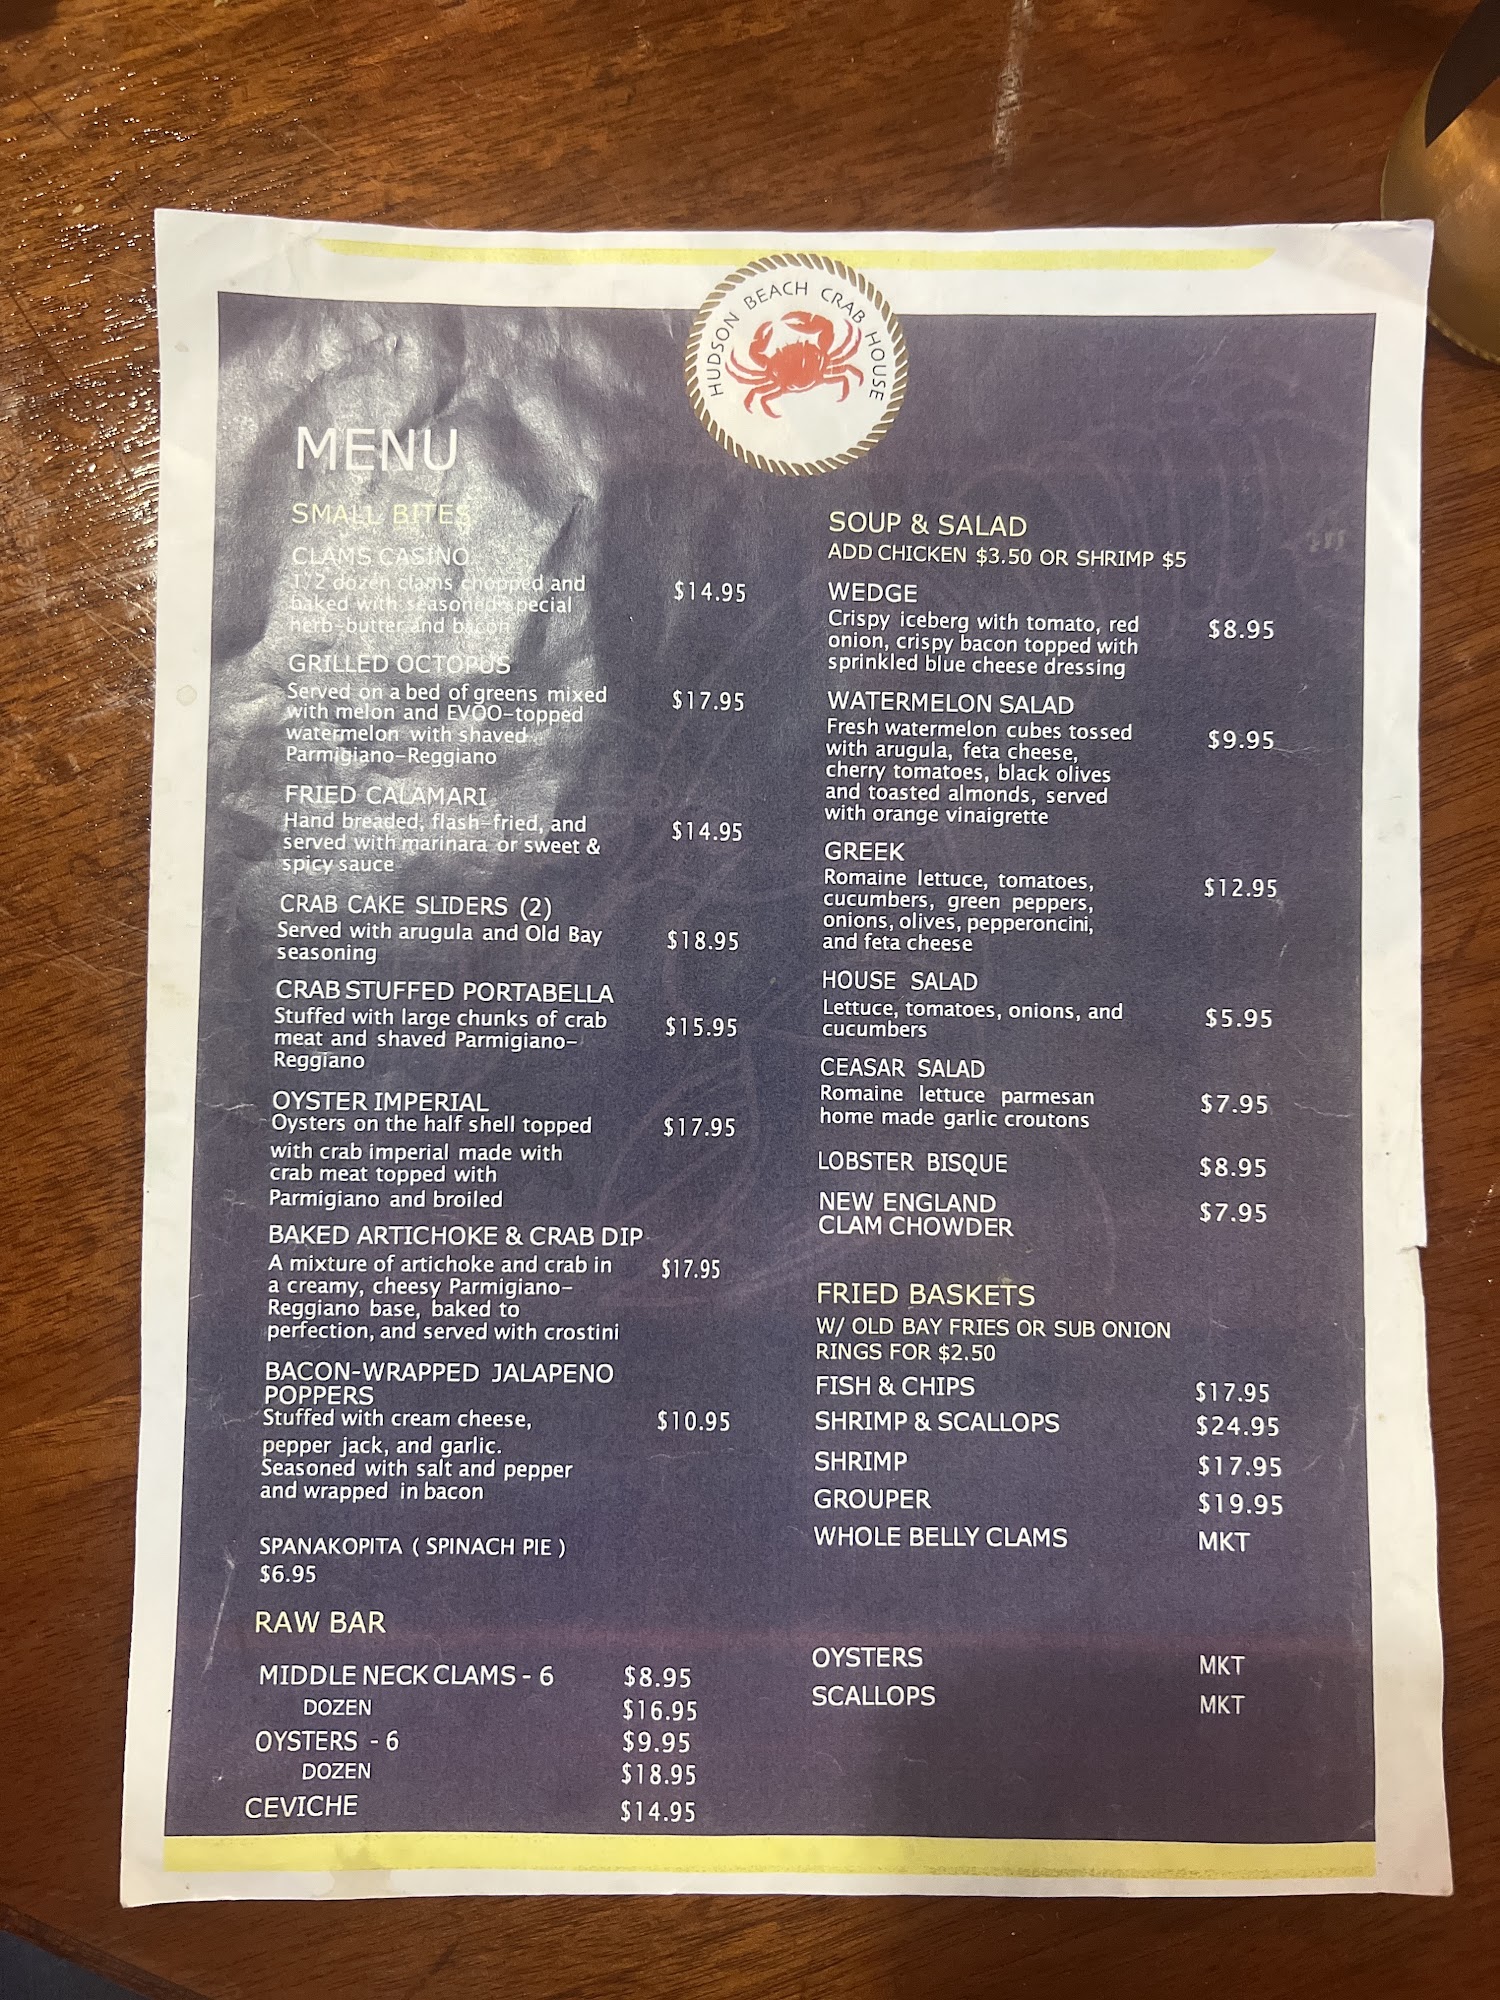 HUDSON BEACH CRAB HOUSE
MENU
SMALL BITES
CLAMS CASINO
1/2 dozen clams chopped and
baked with seasoned special
herb-butter and bacon
$14.95
GRILLED OCTOPUS
Served on a bed of greens mixed
with melon and EVOO-topped
watermelon with shaved
Parmigiano-Reggiano
$17.95
FRIED CALAMARI
Hand breaded, flash-fried, and
served with marinara or sweet &
spicy sauce
$14.95
CRAB CAKE SLIDERS (2)
Served with arugula and Old Bay
seasoning
$18.95
CRAB STUFFED PORTABELLA
Stuffed with large chunks of crab
meat and shaved Parmigiano-
Reggiano
$15.95
OYSTER IMPERIAL
Oysters on the half shell topped
with crab imperial made with
crab meat topped with
Parmigiano and broiled
$17.95
BAKED ARTICHOKE & CRAB DIP
A mixture of artichoke and crab in
a creamy, cheesy Parmigiano-
Reggiano base, baked to
perfection, and served with crostini
$17.95
BACON-WRAPPED JALAPENO
POPPERS
Stuffed with cream cheese,
pepper jack, and garlic.
Seasoned with salt and pepper
and wrapped in bacon
$10.95
SPANAKOPITA ( SPINACH PIE )
$6.95
RAW BAR
MIDDLE NECK CLAMS - 6 $8.95
DOZEN $16.95
OYSTERS - 6 $9.95
DOZEN $18.95
CEVICHE $14.95
SOUP & SALAD
ADD CHICKEN $3.50 OR SHRIMP $5
WEDGE
Crispy iceberg with tomato, red
onion, crispy bacon topped with
sprinkled blue cheese dressing
$8.95
WATERMELON SALAD
Fresh watermelon cubes tossed
with arugula, feta cheese,
cherry tomatoes, black olives
and toasted almonds, served
with orange vinaigrette
$9.95
GREEK
Romaine lettuce, tomatoes,
cucumbers, green peppers,
onions, olives, pepperoncini,
and feta cheese
$12.95
HOUSE SALAD
Lettuce, tomatoes, onions, and
cucumbers
$5.95
CEASAR SALAD
Romaine lettuce parmesan
home made garlic croutons
$7.95
LOBSTER BISQUE $8.95
NEW ENGLAND
CLAM CHOWDER
$7.95
FRIED BASKETS
W/ OLD BAY FRIES OR SUB ONION
RINGS FOR $2.50
FISH & CHIPS $17.95
SHRIMP & SCALLOPS $24.95
SHRIMP $17.95
GROUPER $19.95
WHOLE BELLY CLAMS MKT
OYSTERS MKT
SCALLOPS MKT